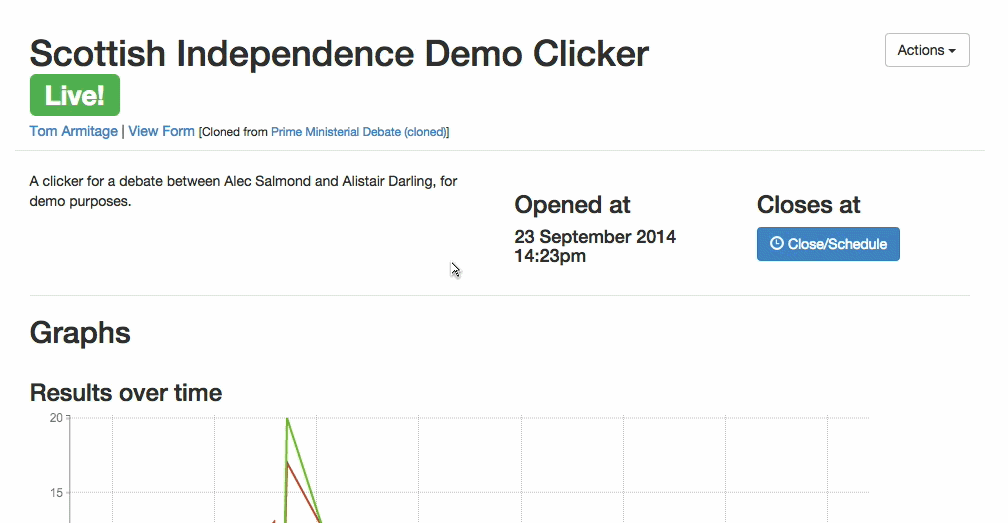 Scottish Independence Demo Clicker
Actions
Live!
Tom Armitage | View Form [Cloned from Prime Ministerial Debate (cloned)]
A clicker for a debate between Alec Salmond and Alistair Darling, for
demo purposes.
Opened at
23 September 2014
14:23pm
Closes at
Close/Schedule
Graphs
Results over time
20
15